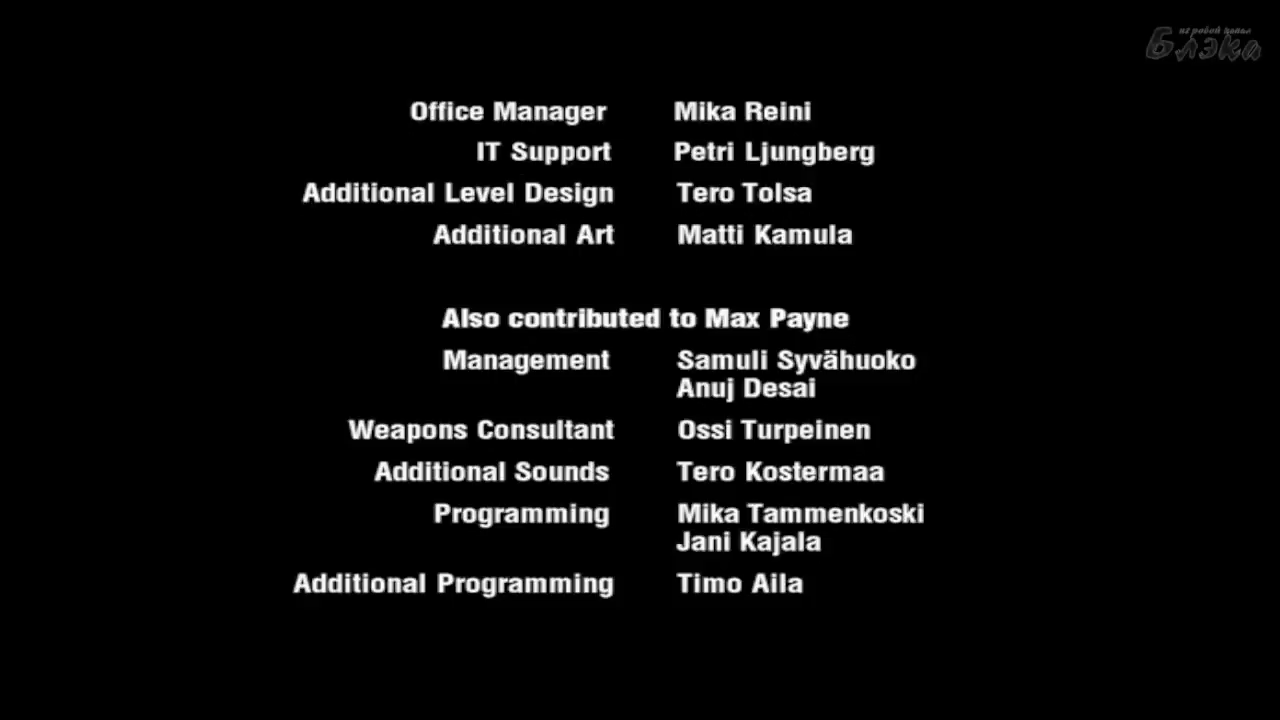 Блэка
Office Manager Mika Reini
IT Support Petri Ljungberg
Additional Level Design Tero Tolsa
Additional Art Matti Kamula
Also contributed to Max Payne
Management Samuli Syvähuoko
Anuj Desai
Weapons Consultant Ossi Turpeinen
Additional Sounds Tero Kostermaa
Programming Mika Tammenkoski
Jani Kajala
Additional Programming Timo Aila